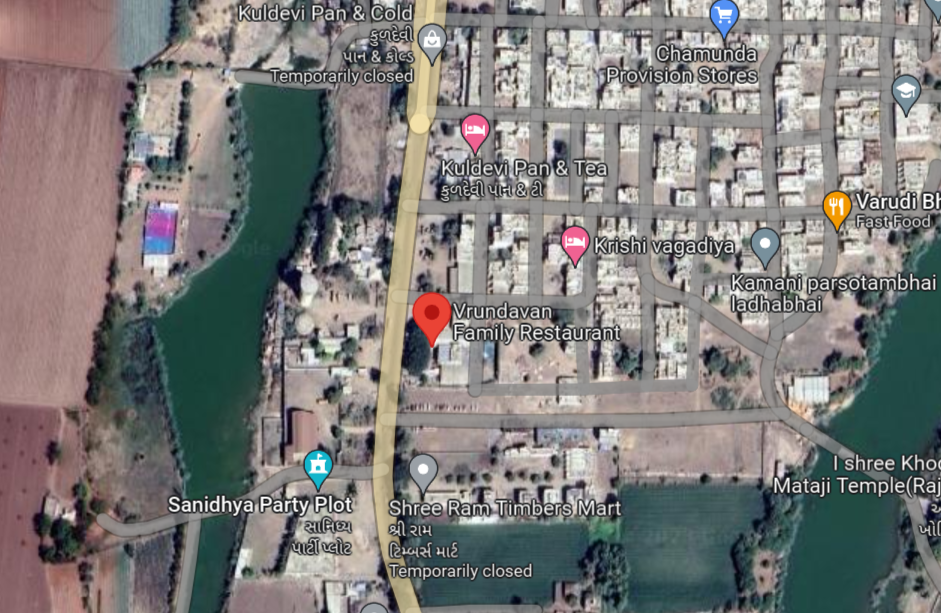 Kuldevi Pan & Cold
કુળદેવી
પાન & કોલ્ડ
Temporarily closed
Chamunda
Provision Stores
Kuldevi Pan & Tea
કુળદેવી પાન & ટી
Varudi Bh
Fast Food
Krishi vagadiya
Kamani parsotambhai
ladhabhai
Vrundavan
Family Restaurant
I shree Khod
Mataji Temple(Raj
Sanidhya Party Plot
સાનિધ્ય
પાર્ટી પ્લોટ
Shree Ram Timbers Mart
શ્રી રામ
ટિમ્બર્સ માર્ટ
Temporarily closed